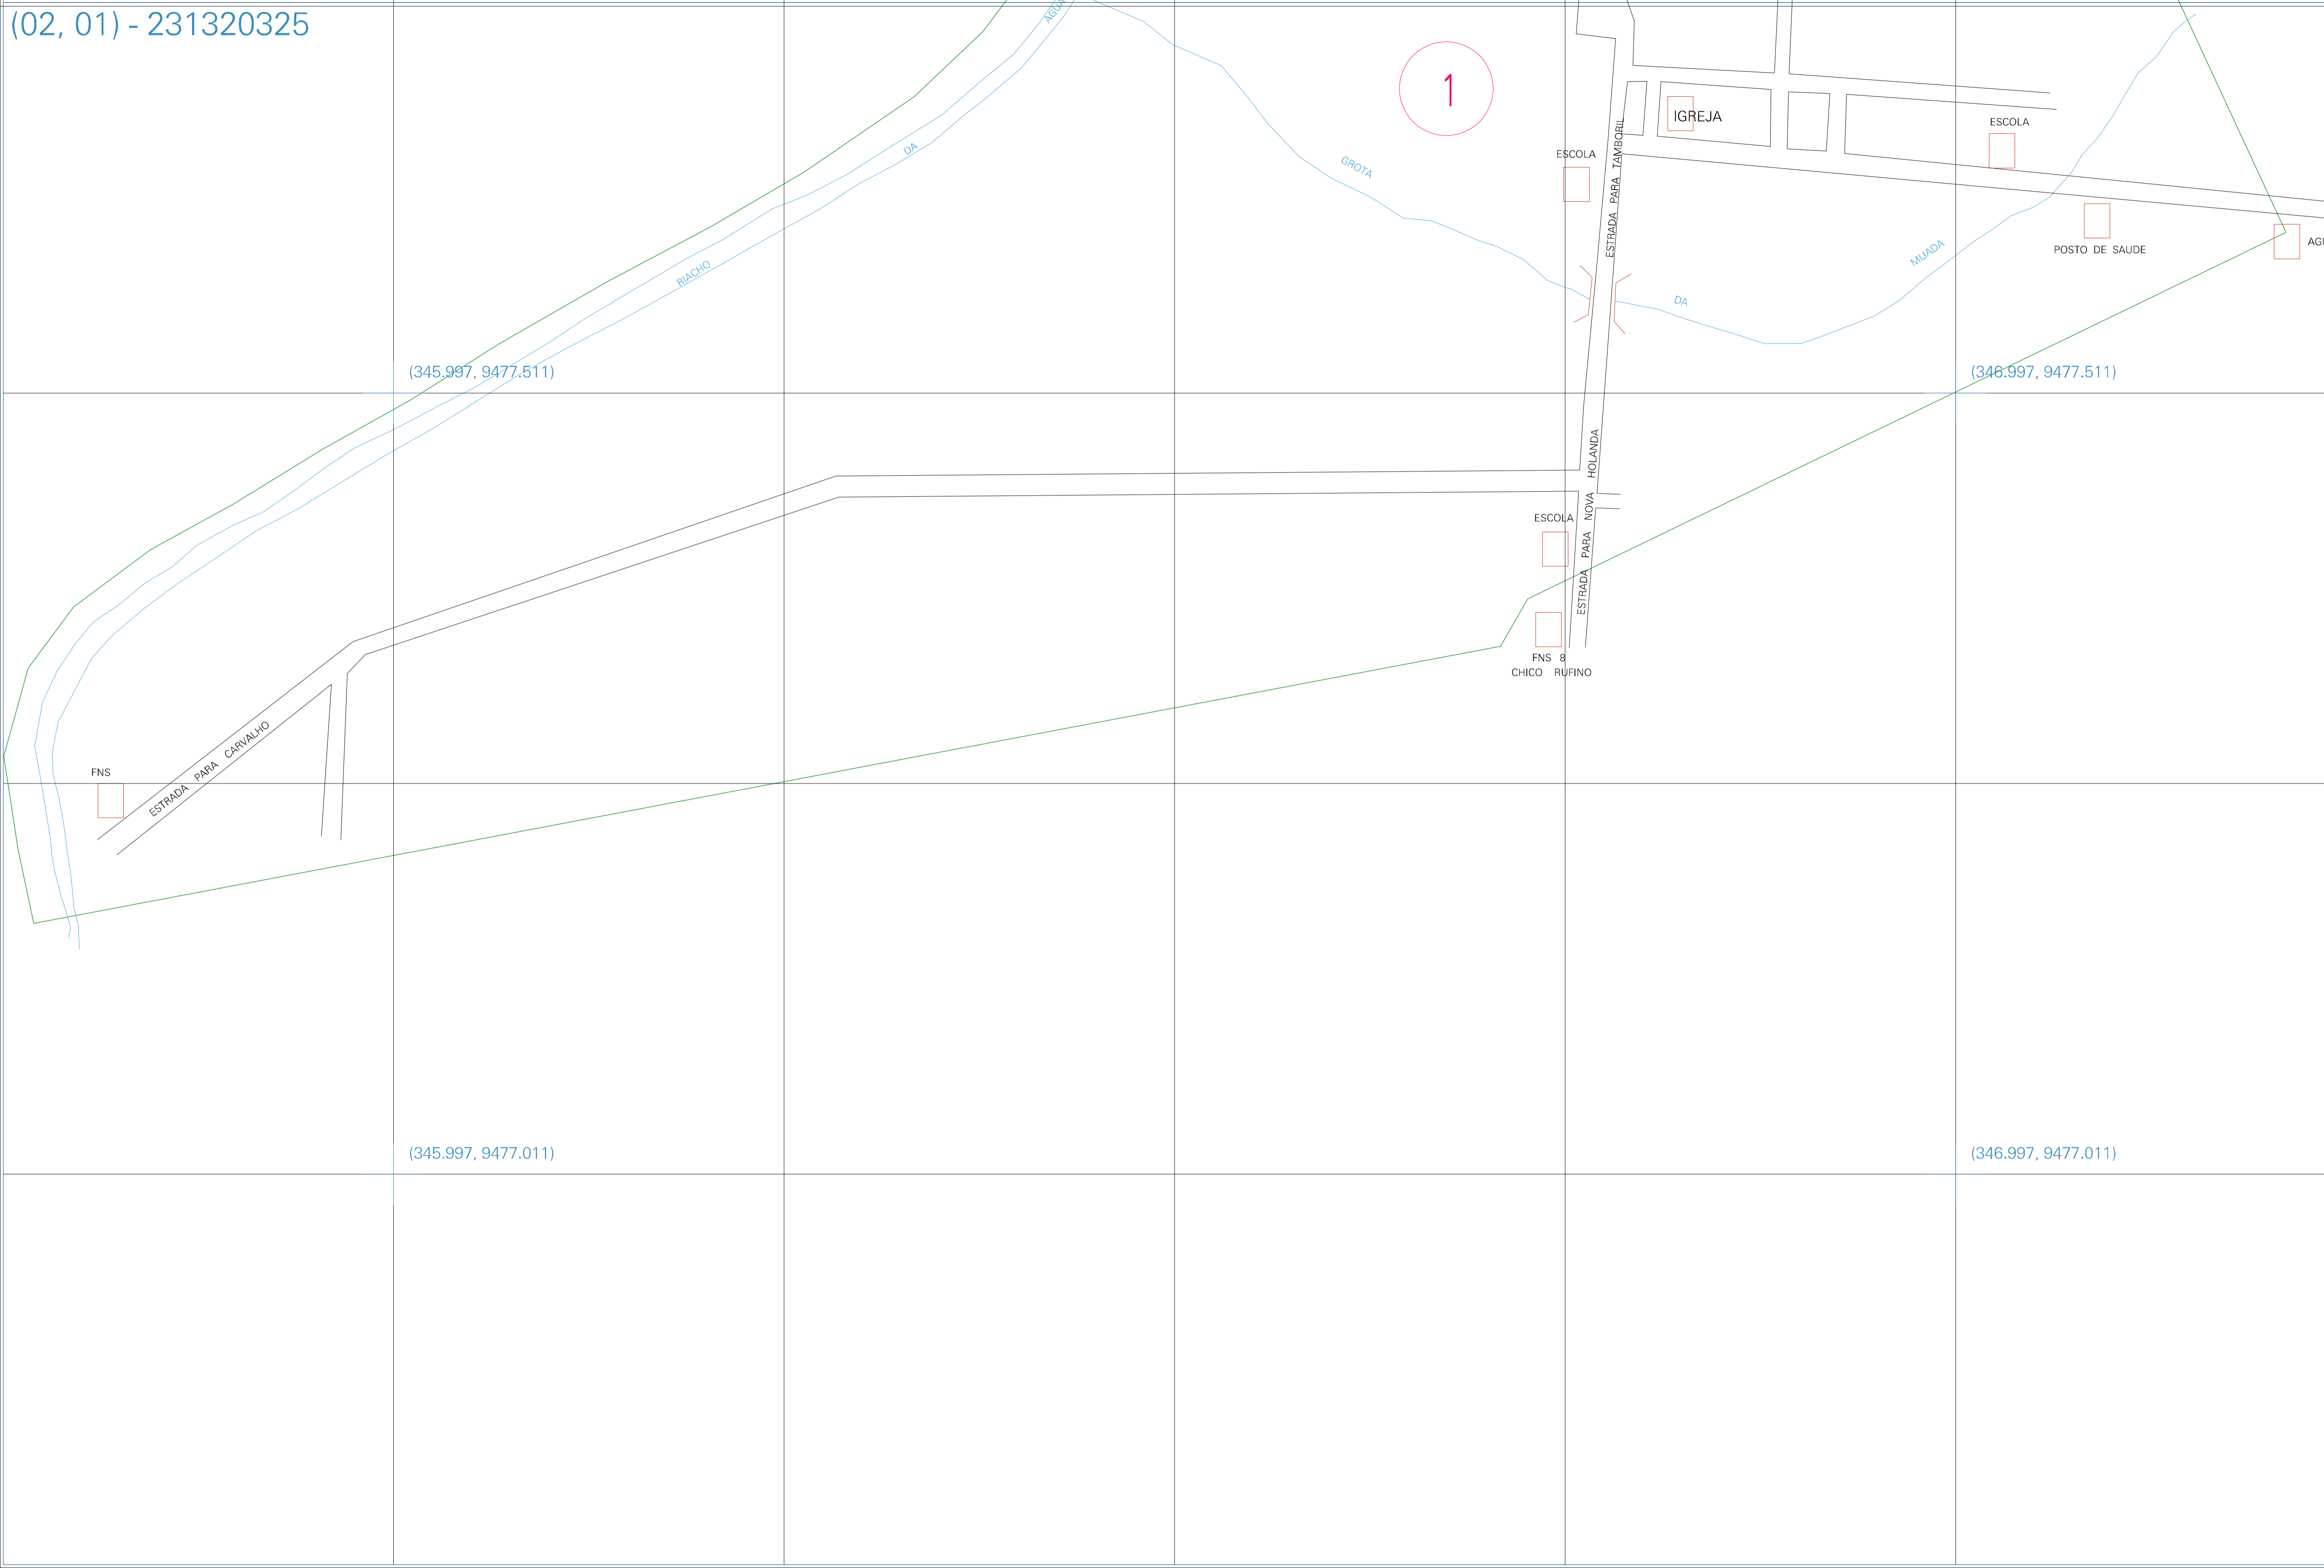 (02, 01) - 231320325
AGUA
DA
RIACHO
1
GROTA
DA
MIJADA
IGREJA
ESCOLA
ESCOLA
ESTRADA PARA TAMBORIL
POSTO DE SAUDE
(345.997, 9477.511)
(346.997, 9477.511)
ESTRADA PARA NOVA HOLANDA
ESCOLA
FNS 8
CHICO RUFINO
ESTRADA PARA CARVALHO
FNS
(345.997, 9477.011)
(346.997, 9477.011)